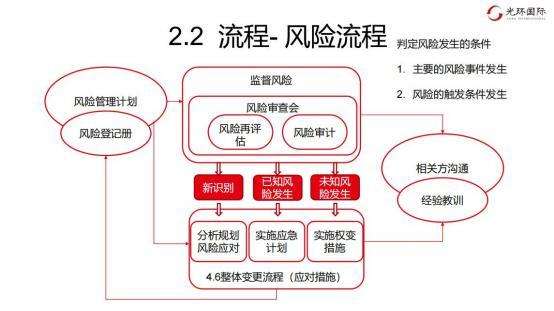 光环国际
2.2 流程- 风险流程
判定风险发生的条件
1. 主要的风险事件发生
2. 风险的触发条件发生
监督风险
风险管理计划
风险登记册
风险审查会
风险再评
估
风险审计
相关方沟通
经验教训
新识别
已知风
险发生
未知风
险发生
分析规划
风险应对
实施应急
计划
实施权变
措施
4.6整体变更流程（应对措施）